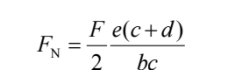 F_N = \frac{F}{2} \frac{e(c+d)}{bc}